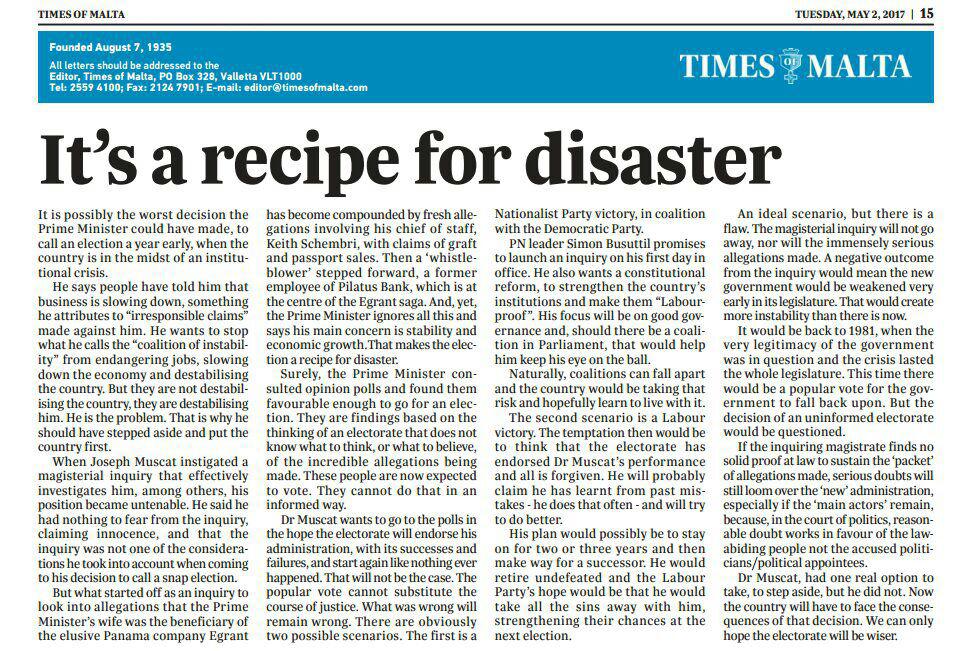 TIMES OF MALTA
TUESDAY, MAY 2, 2017 | 15
Founded August 7, 1935
All letters should be addressed to the
Editor, Times of Malta, PO Box 328, Valletta VLT1000
Tel: 2559 4100; Fax: 2124 7901; E-mail: editor@timesofmalta.com
TIMES OF MALTA
It's a recipe for disaster
It is possibly the worst decision the
Prime Minister could have made, to
call an election a year early, when the
country is in the midst of an institu-
tional crisis.
He says people have told him that
business is slowing down, something
he attributes to “irresponsible claims”
made against him. He wants to stop
what he calls the “coalition of instabil-
ity” from endangering jobs, slowing
down the economy and destabilising
the country. But they are not destabil-
ising the country, they are destabilising
him. He is the problem. That is why he
should have stepped aside and put the
country first.
When Joseph Muscat instigated a
magisterial inquiry that effectively
investigates him, among others, his
position became untenable. He said he
had nothing to fear from the inquiry,
claiming innocence, and that the
inquiry was not one of the considera-
tions he took into account when coming
to his decision to call a snap election.
But what started off as an inquiry to
look into allegations that the Prime
Minister's wife was the beneficiary of
the elusive Panama company Egrant
has become compounded by fresh alle-
gations involving his chief of staff,
Keith Schembri, with claims of graft
and passport sales. Then a ‘whistle-
blower’ stepped forward, a former
employee of Pilatus Bank, which is at
the centre of the Egrant saga. And, yet,
the Prime Minister ignores all this and
says his main concern is stability and
economic growth.That makes the elec-
tion a recipe for disaster.
Surely, the Prime Minister con-
sulted opinion polls and found them
favourable enough to go for an elec-
tion. They are findings based on the
thinking of an electorate that does not
know what to think, or what to believe,
of the incredible allegations being
made. These people are now expected
to vote. They cannot do that in an
informed way.
Dr Muscat wants to go to the polls in
the hope the electorate will endorse his
administration, with its successes and
failures, and start again like nothing ever
happened. That will not be the case. The
popular vote cannot substitute the
course of justice. What was wrong will
remain wrong. There are obviously
two possible scenarios. The first is a
Nationalist Party victory, in coalition
with the Democratic Party.
PN leader Simon Busuttil promises
to launch an inquiry on his first day in
office. He also wants a constitutional
reform, to strengthen the country's
institutions and make them “Labour-
proof”. His focus will be on good gov-
ernance and, should there be a coali-
tion in Parliament, that would help
him keep his eye on the ball.
Naturally, coalitions can fall apart
and the country would be taking that
risk and hopefully learn to live with it.
The second scenario is a Labour
victory. The temptation then would be
to think that the electorate has
endorsed Dr Muscat's performance
and all is forgiven. He will probably
claim he has learnt from past mis-
takes - he does that often - and will try
to do better.
His plan would possibly be to stay
on for two or three years and then
make way for a successor. He would
retire undefeated and the Labour
Party's hope would be that he would
take all the sins away with him,
strengthening their chances at the
next election.
An ideal scenario, but there is a
flaw. The magisterial inquiry will not go
away, nor will the immensely serious
allegations made. A negative outcome
from the inquiry would mean the new
government would be weakened very
early in its legislature. That would create
more instability than there is now.
It would be back to 1981, when the
very legitimacy of the government
was in question and the crisis lasted
the whole legislature. This time there
would be a popular vote for the gov-
ernment to fall back upon. But the
decision of an uninformed electorate
would be questioned.
If the inquiring magistrate finds no
solid proof at law to sustain the ‘packet’
of allegations made, serious doubts will
still loom over the ‘new’ administration,
especially if the ‘main actors’ remain,
because, in the court of politics, reason-
able doubt works in favour of the law-
abiding people not the accused politi-
cians/political appointees.
Dr Muscat, had one real option to
take, to step aside, but he did not. Now
the country will have to face the conse-
quences of that decision. We can only
hope the electorate will be wiser.